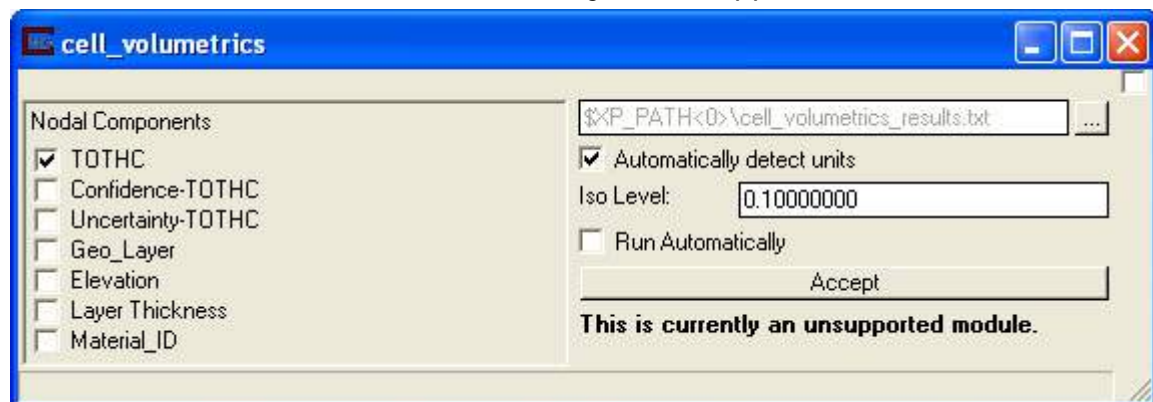 cell_volumetrics
Nodal Components
TOTHC
Confidence-TOTHC
Uncertainty-TOTHC
Geo_Layer
Elevation
Layer Thickness
Material_ID
$XP_PATH<0>\cell_volumetrics_results.txt
...
Automatically detect units
Iso Level: 0.10000000
Run Automatically
Accept
This is currently an unsupported module.